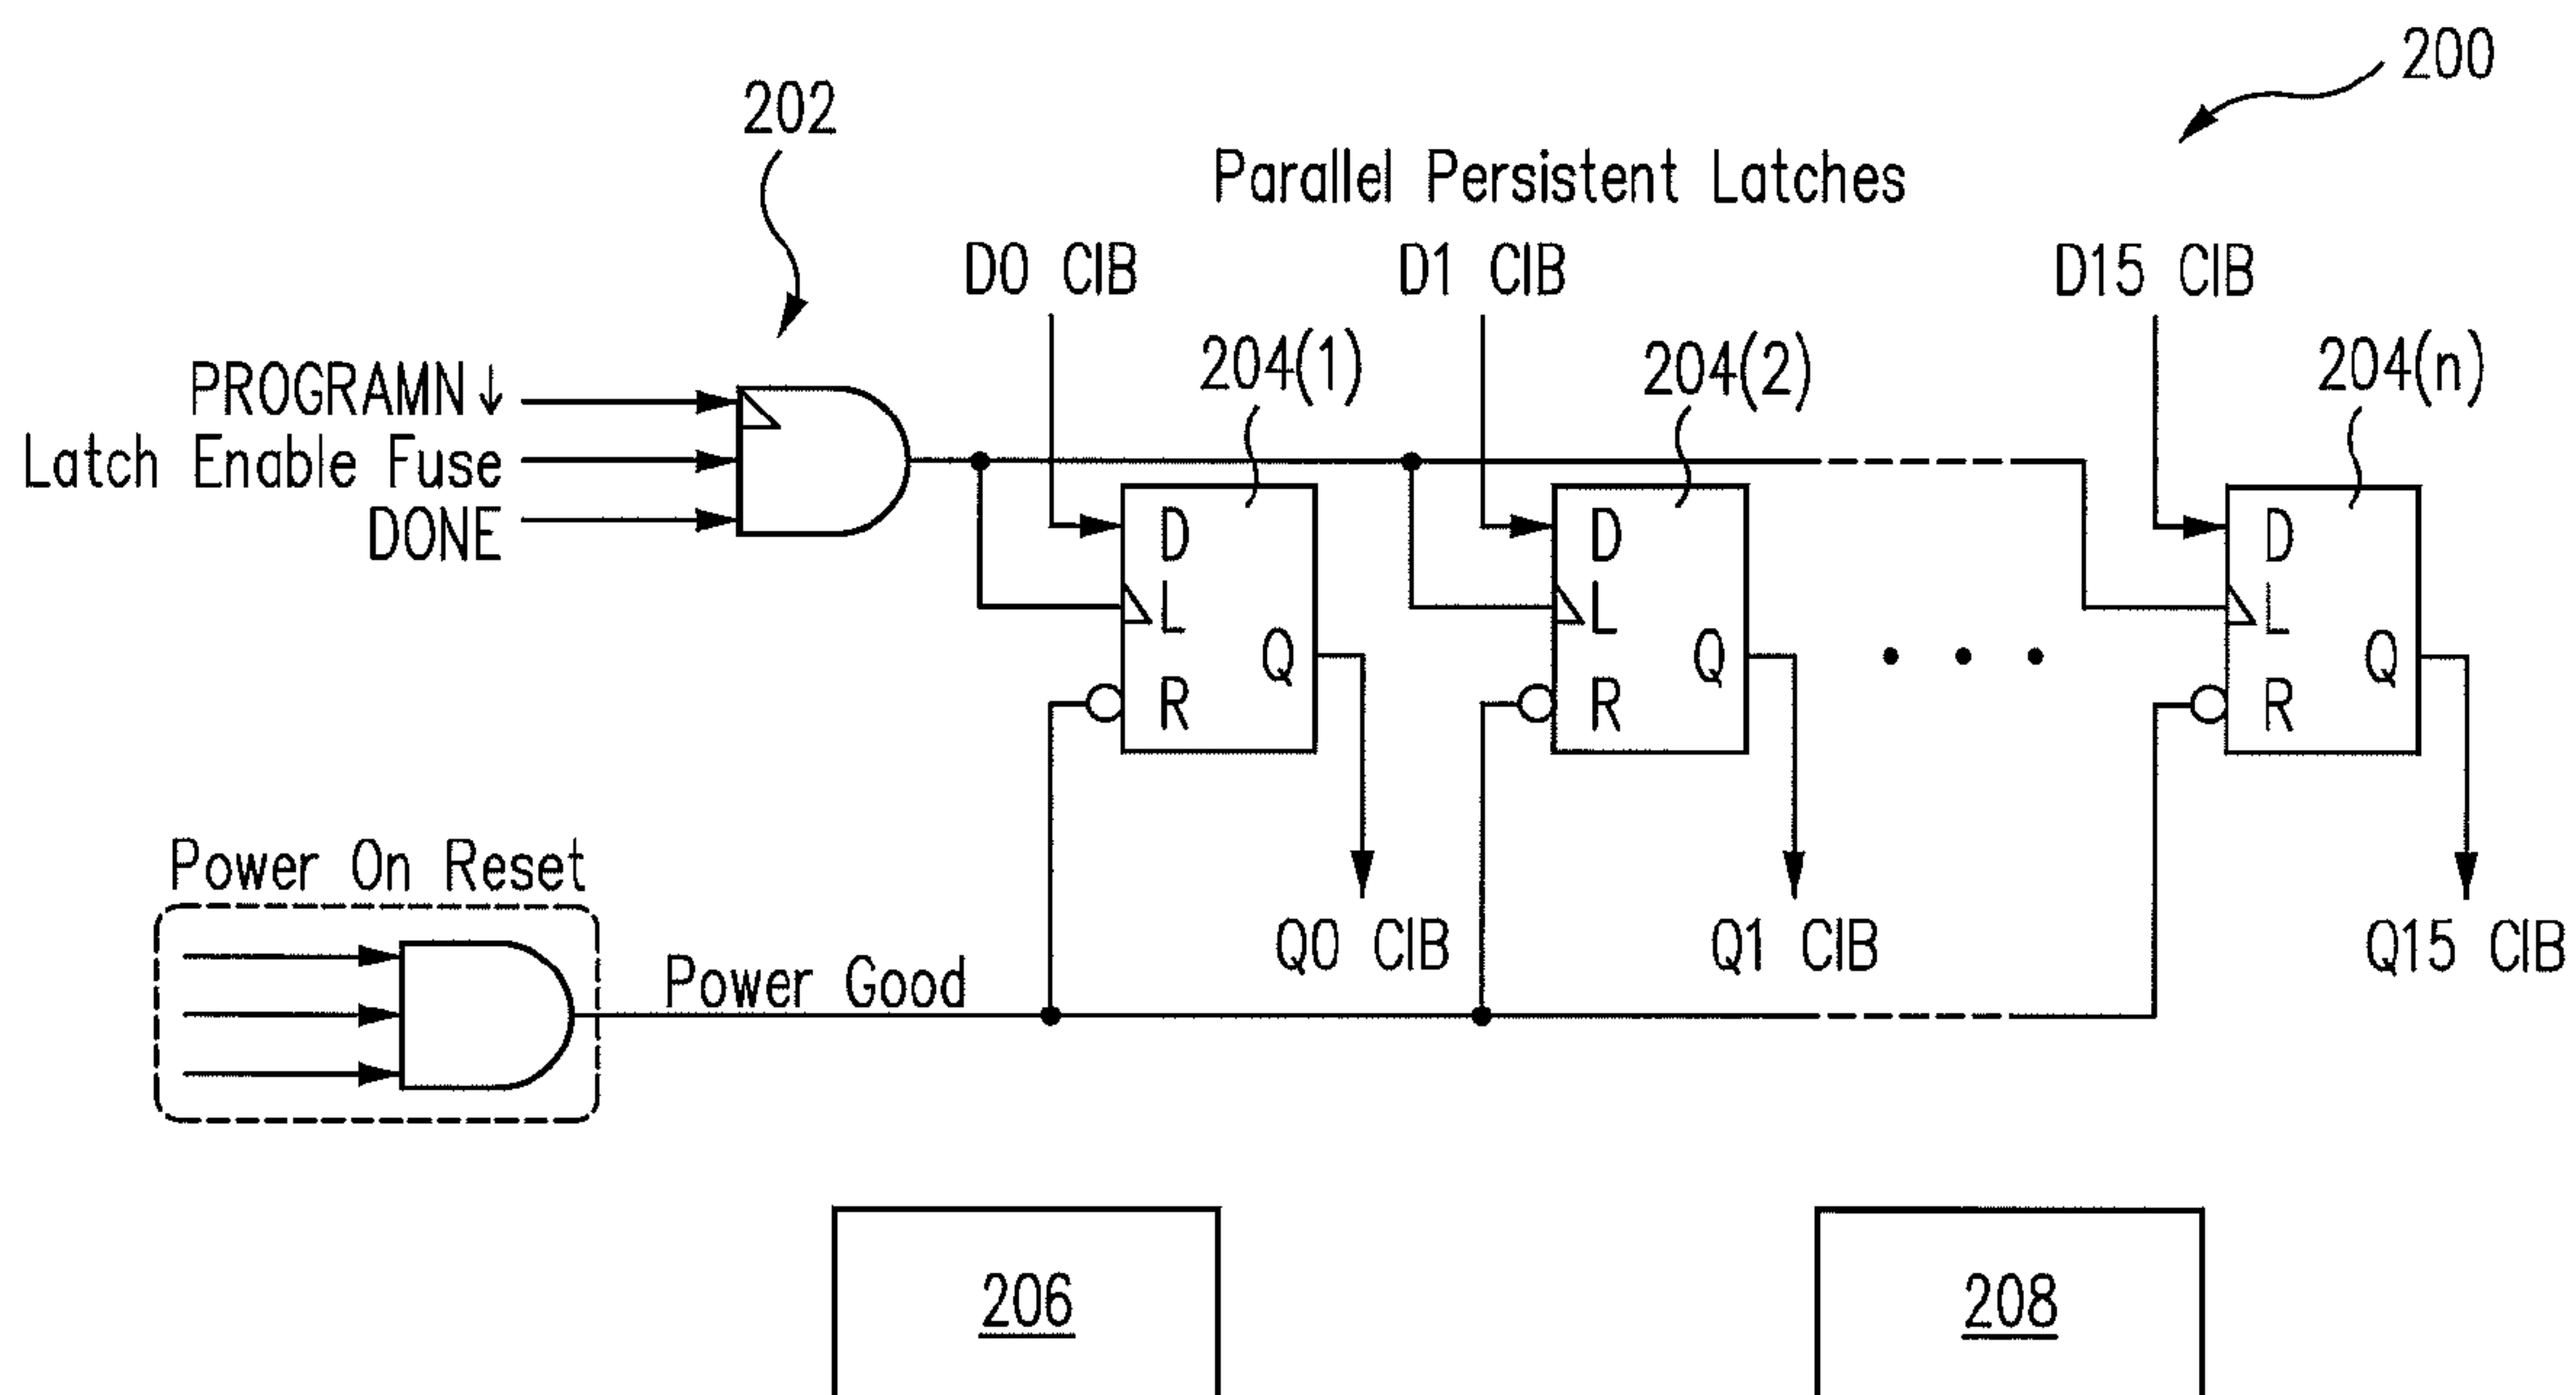 200
202
Parallel Persistent Latches
D0 CIB
D1 CIB
D15 CIB
204(1)
204(2)
204(n)
PROGRAMN↓
Latch Enable Fuse
DONE
D
L
R
Q
D
L
R
Q
D
L
R
Q
Power On Reset
Power Good
Q0 CIB
Q1 CIB
Q15 CIB
206
208